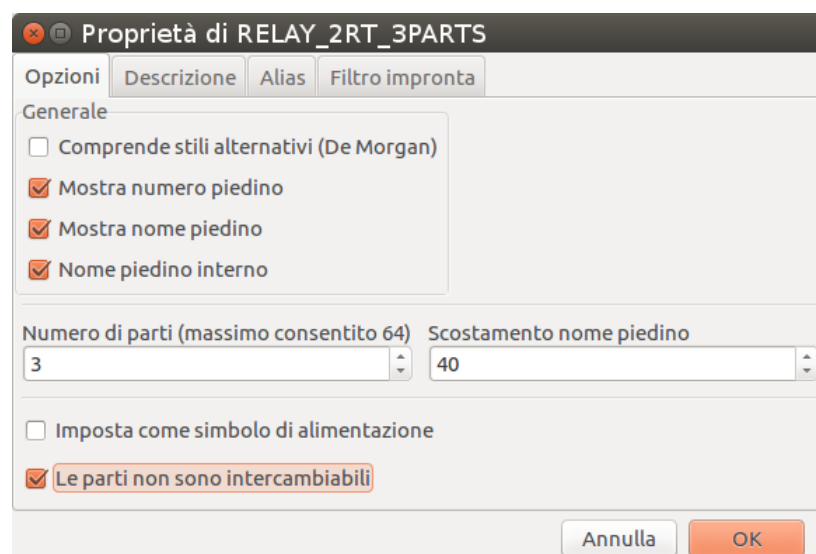 Proprietà di RELAY_2RT_3PARTS
Opzioni Descrizione Alias Filtro impronta
Generale
Comprende stili alternativi (De Morgan)
Mostra numero piedino
Mostra nome piedino
Nome piedino interno
Numero di parti (massimo consentito 64) Scostamento nome piedino
3 40
Imposta come simbolo di alimentazione
Le parti non sono intercambiabili
Annulla OK